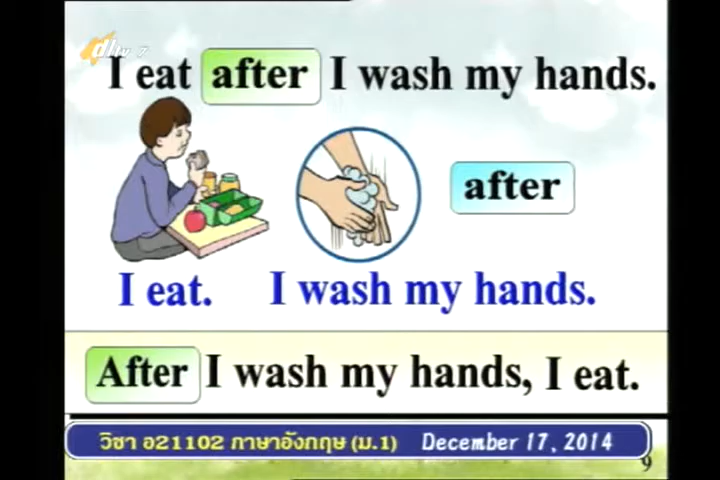 dltv 7
I eat after I wash my hands.
after
I eat. I wash my hands.
After I wash my hands, I eat.
วิชา อ21102 ภาษาอังกฤษ (ม.1) December 17, 2014
9